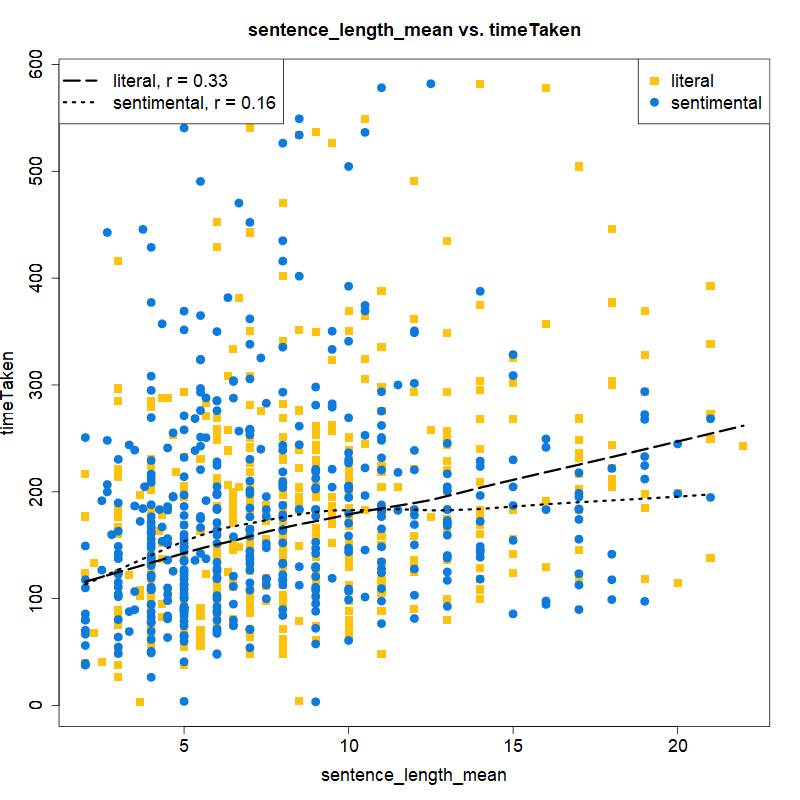 sentence_length_mean vs. timeTaken
literal, r = 0.33
sentimental, r = 0.16
literal
sentimental
600
500
400
300
200
100
0
timeTaken
5
10
15
20
sentence_length_mean